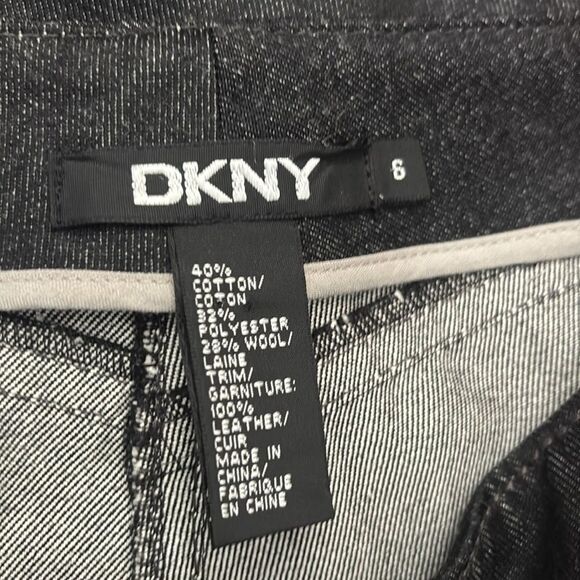 DKNY
6
40%
COTTON/
COTON
32%
POLYESTER
28% WOOL/
LAINE
TRIM/
GARNITURE:
100%
LEATHER/
CUIR
MADE IN
CHINA/
FABRIQUE
EN CHINE